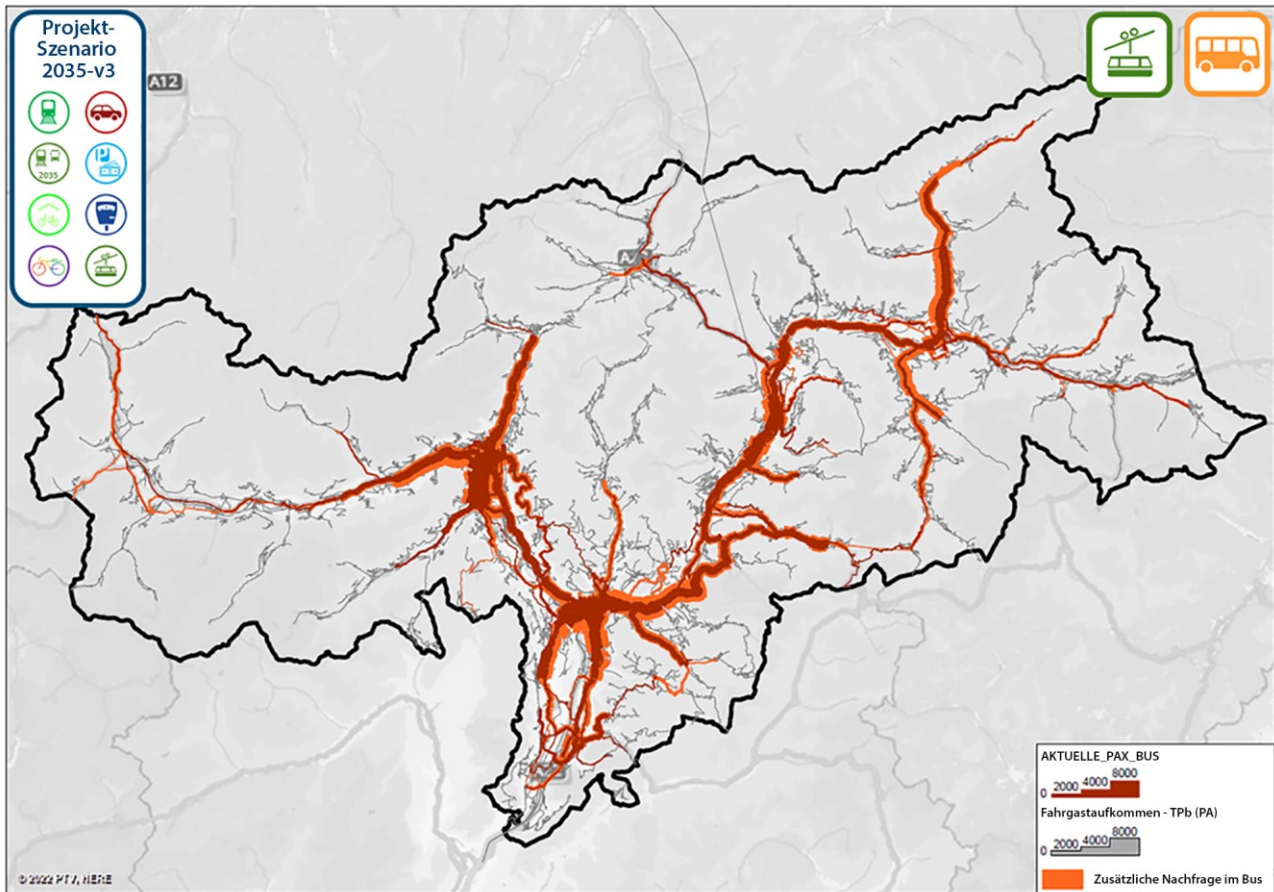 Projekt-
Szenario
2035-v3
2035
P
A12
AKTUELLE_PAX_BUS
0 2000 4000 8000
Fahrgastaufkommen - TPb (PA)
0 2000 4000 8000
Zusätzliche Nachfrage im Bus
© 2022 PTV, HERE